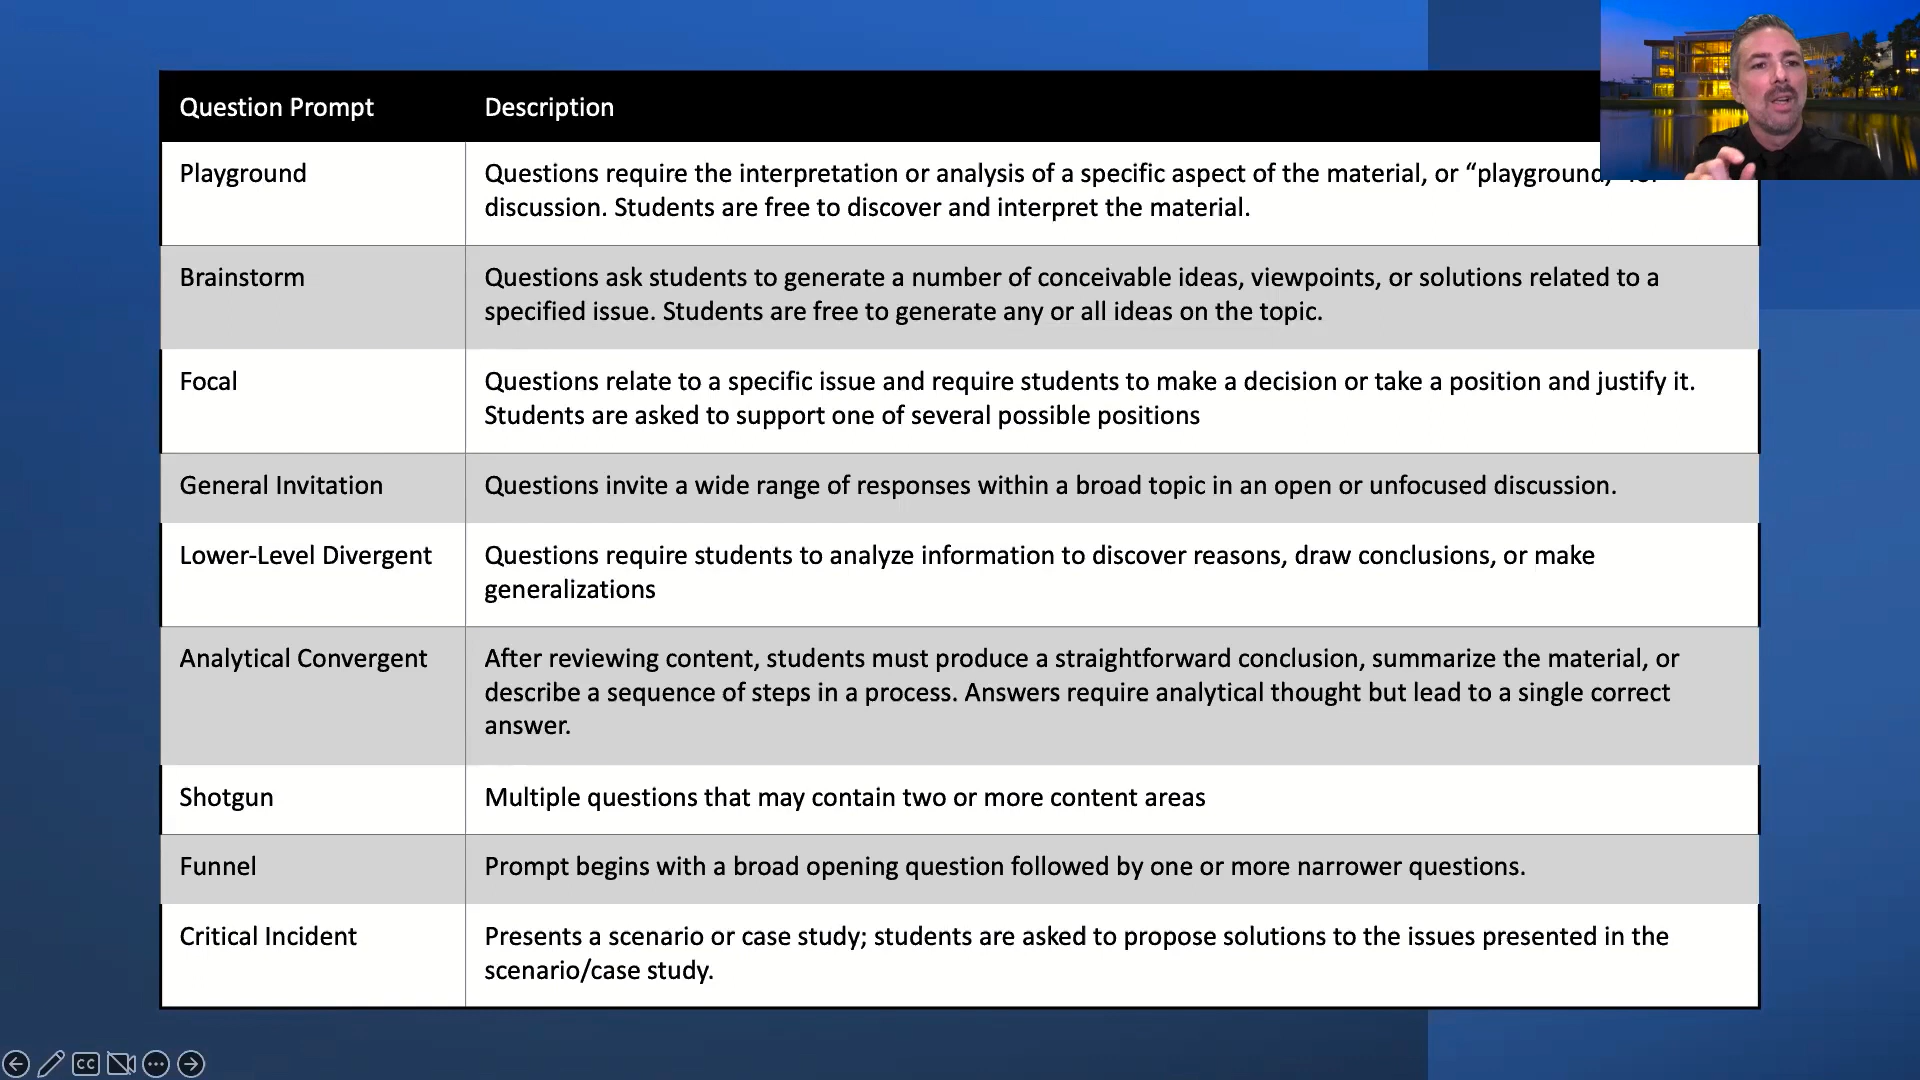 Question Prompt
Description
Playground
Questions require the interpretation or analysis of a specific aspect of the material, or “playground,
discussion. Students are free to discover and interpret the material.
Brainstorm
Questions ask students to generate a number of conceivable ideas, viewpoints, or solutions related to a
specified issue. Students are free to generate any or all ideas on the topic.
Focal
Questions relate to a specific issue and require students to make a decision or take a position and justify it.
Students are asked to support one of several possible positions
General Invitation
Questions invite a wide range of responses within a broad topic in an open or unfocused discussion.
Lower-Level Divergent
Questions require students to analyze information to discover reasons, draw conclusions, or make
generalizations
Analytical Convergent
After reviewing content, students must produce a straightforward conclusion, summarize the material, or
describe a sequence of steps in a process. Answers require analytical thought but lead to a single correct
answer.
Shotgun
Multiple questions that may contain two or more content areas
Funnel
Prompt begins with a broad opening question followed by one or more narrower questions.
Critical Incident
Presents a scenario or case study; students are asked to propose solutions to the issues presented in the
scenario/case study.
CC